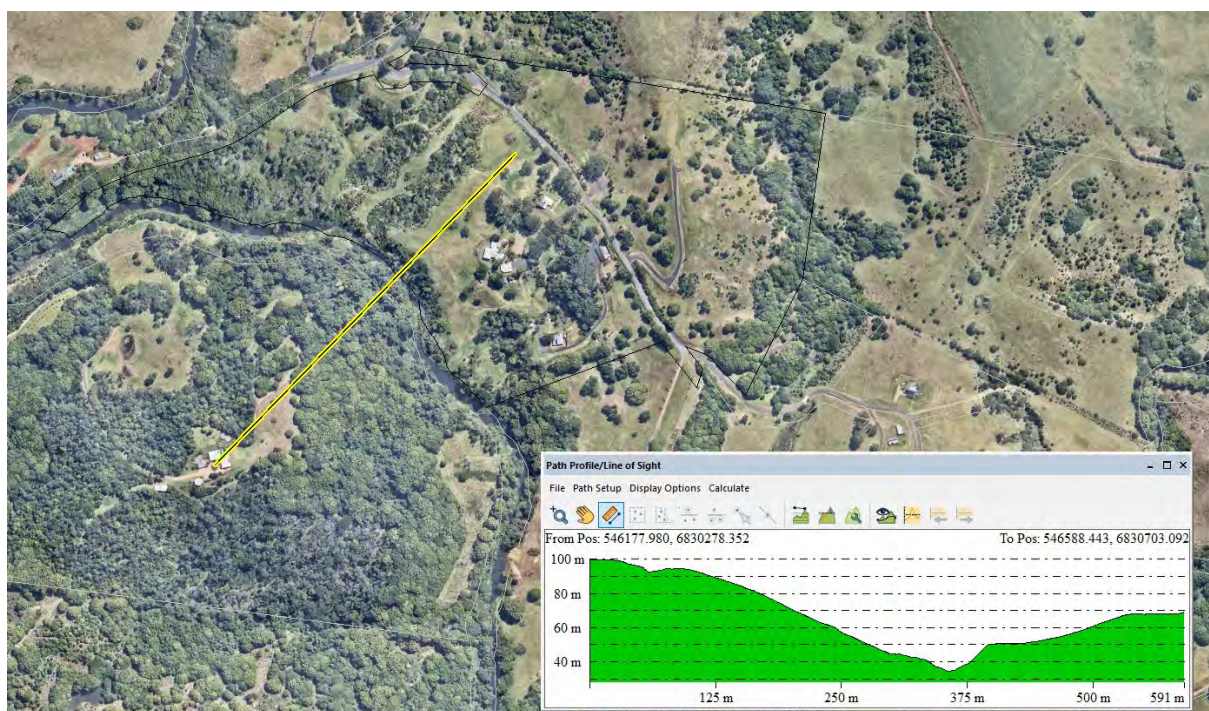 Path Profile/Line of Sight
File Path Setup Display Options Calculate
From Pos: 546177.980, 6830278.352 To Pos: 546588.443, 6830703.092
100 m
80 m
60 m
40 m
125 m 250 m 375 m 500 m 591 m